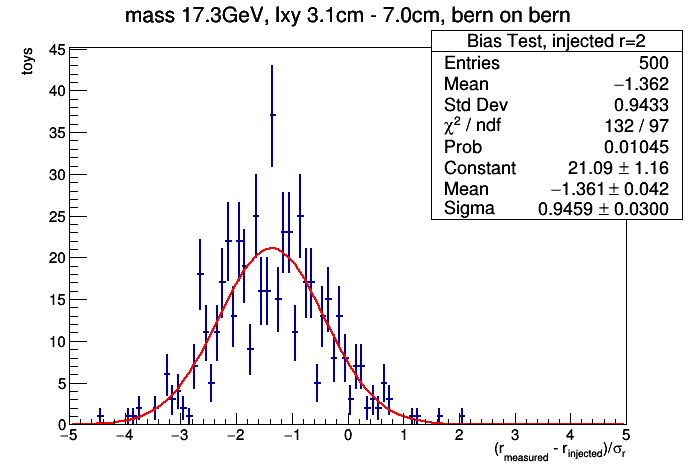 mass 17.3GeV, lxy 3.1cm - 7.0cm, bern on bern
Bias Test, injected r=2
Entries 500
Mean −1.362
Std Dev 0.9433
χ² / ndf 132 / 97
Prob 0.01045
Constant 21.09 ± 1.16
Mean −1.361 ± 0.042
Sigma 0.9459 ± 0.0300
toys
45
40
35
30
25
20
15
10
5
0
−5 −4 −3 −2 −1 0 1 2 3 4 5
(r_measured - r_injected)/σ_r